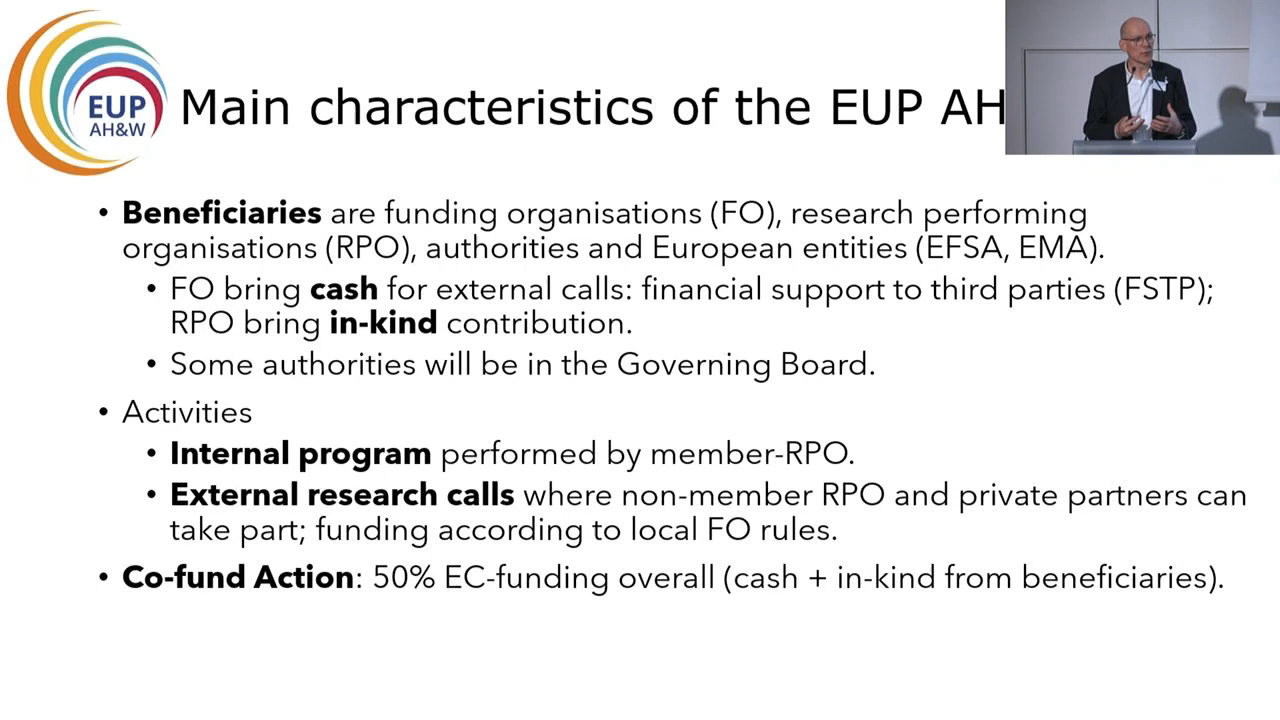 EUP
AH&W
Main characteristics of the EUP AH
• Beneficiaries are funding organisations (FO), research performing
organisations (RPO), authorities and European entities (EFSA, EMA).
• FO bring cash for external calls: financial support to third parties (FSTP);
RPO bring in-kind contribution.
• Some authorities will be in the Governing Board.
• Activities
• Internal program performed by member-RPO.
• External research calls where non-member RPO and private partners can
take part; funding according to local FO rules.
• Co-fund Action: 50% EC-funding overall (cash + in-kind from beneficiaries).